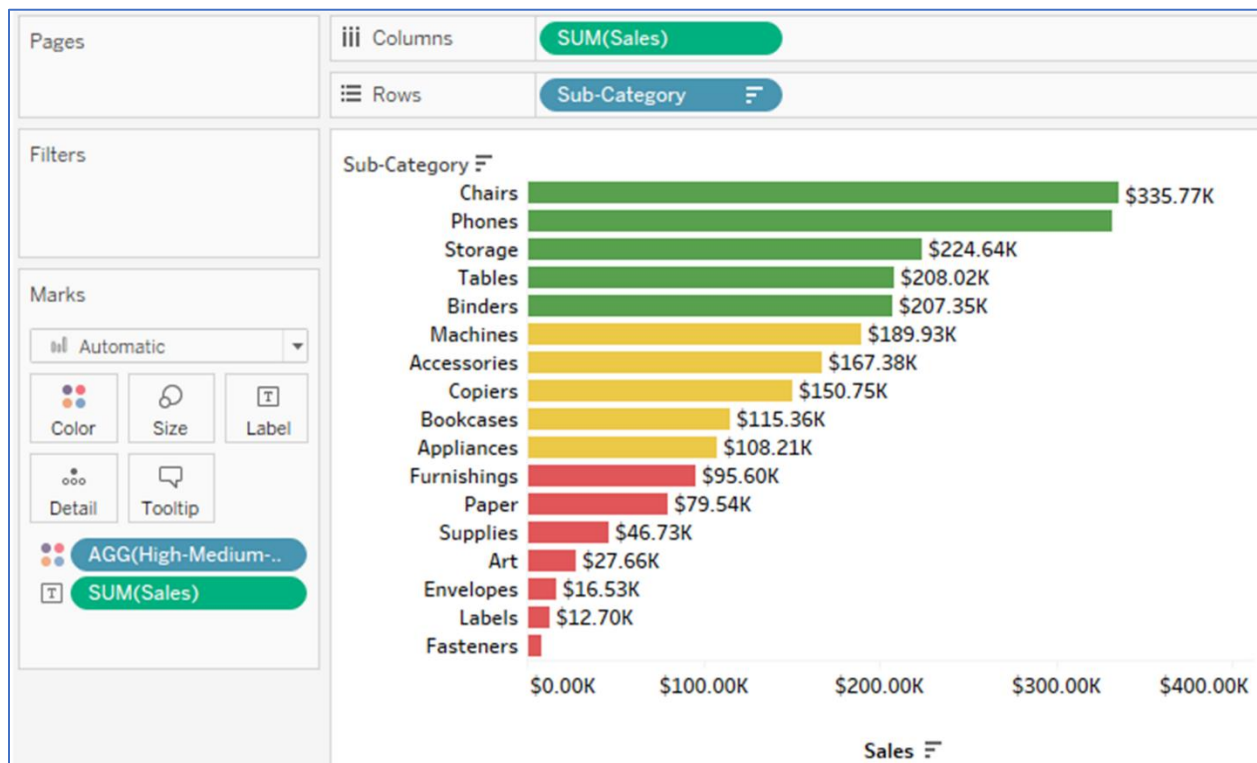 Pages
Columns
SUM(Sales)
Rows
Sub-Category
Filters
Marks
Automatic
Color
Size
Label
Detail
Tooltip
AGG(High-Medium-..
SUM(Sales)
Sub-Category
Chairs $335.77K
Phones
Storage $224.64K
Tables $208.02K
Binders $207.35K
Machines $189.93K
Accessories $167.38K
Copiers $150.75K
Bookcases $115.36K
Appliances $108.21K
Furnishings $95.60K
Paper $79.54K
Supplies $46.73K
Art $27.66K
Envelopes $16.53K
Labels $12.70K
Fasteners
$0.00K $100.00K $200.00K $300.00K $400.00K
Sales